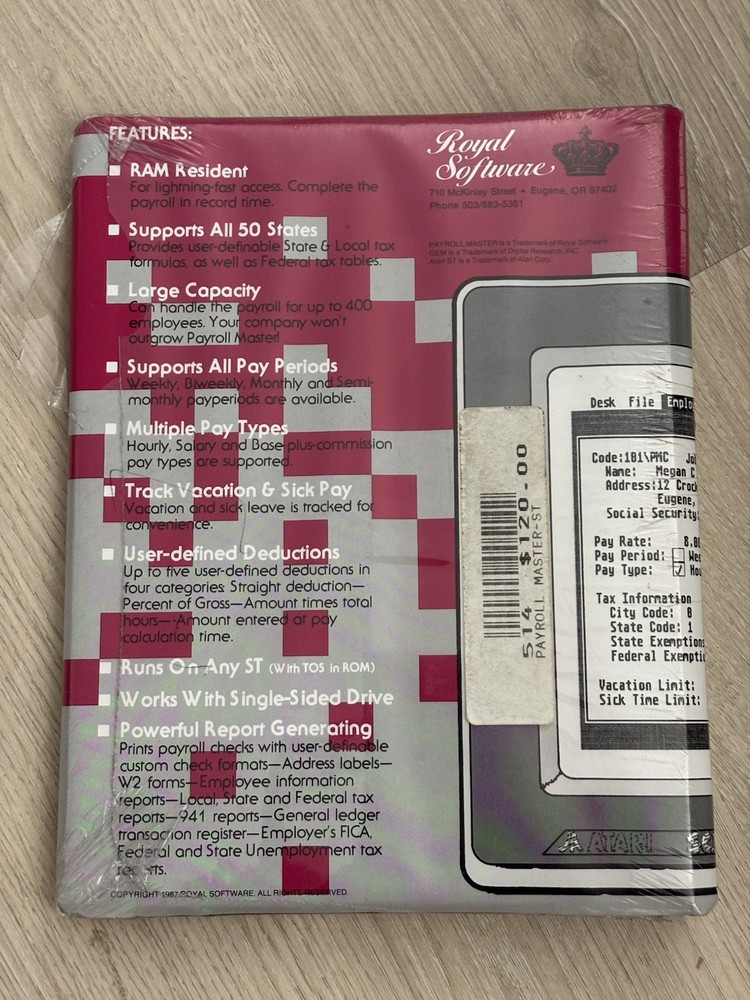 FEATURES:
RAM Resident
For lightning-fast access. Complete the
payroll in record time.
Supports All 50 States
Provides user-definable State & Local tax
formulas, as well as Federal tax tables.
Large Capacity
Can handle the payroll for up to 400
employees. Your company won't
outgrow Payroll Master!
Supports All Pay Periods
Weekly, Biweekly, Monthly and Semi-
monthly payperiods are available.
Multiple Pay Types
Hourly, Salary and Base-plus-commission
pay types are supported.
Track Vacation & Sick Pay
Vacation and sick leave is tracked for
convenience.
User-defined Deductions
Up to five user-defined deductions in
four categories: Straight deduction—
Percent of Gross—Amount times total
hours—Amount entered at pay
calculation time.
Runs On Any ST (With TOS in ROM)
Works With Single-Sided Drive
Powerful Report Generating
Prints payroll checks with user-definable
custom check formats—Address labels—
W2 forms—Employee information
reports—Local, State and Federal tax
reports—941 reports—General ledger
transaction register—Employer's FICA,
Federal and State Unemployment tax
COPYRIGHT 1987 ROYAL SOFTWARE. ALL RIGHTS RESERVED.
Royal
Software
710 McKinley Street • Eugene, OR 97402
Phone 503/683-5361
PAYROLL MASTER is a Trademark of Royal Software
GEM is a Trademark of Digital Research, INC
Atari ST is a Trademark of Atari Corp.
514 $120.00
PAYROLL MASTER-ST
Desk File Emplo
Code:101\PMC Jo
Name: Megan C
Address:12 Croc
Eugene,
Social Security:
Pay Rate: 8.0
Pay Period: Wee
Pay Type: Hou
Tax Information
City Code: 0
State Code: 1
State Exemptions
Federal Exemptio
Vacation Limit:
Sick Time Limit:
ATARI SC